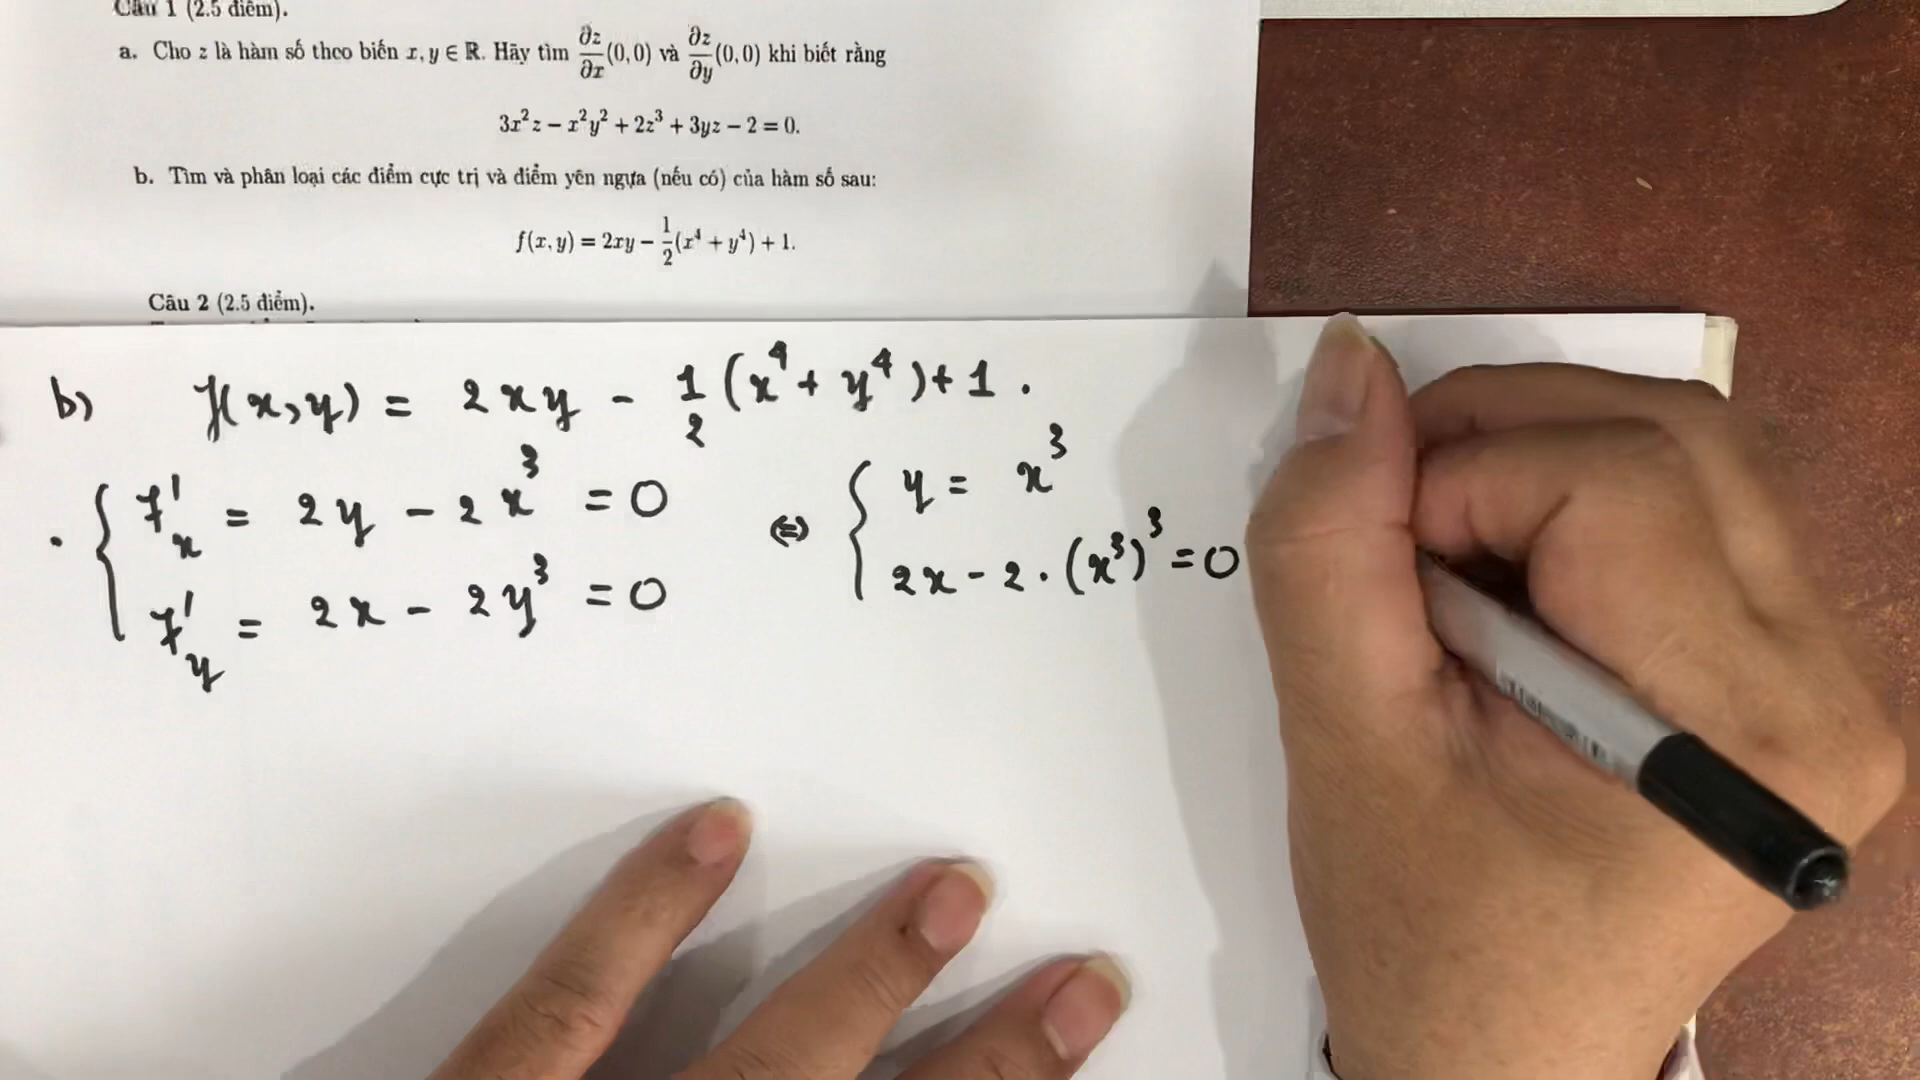 Câu 1 (2.5 điểm).
a. Cho z là hàm số theo biến x, y ∈ ℝ. Hãy tìm ∂z/∂x (0,0) và ∂z/∂y (0,0) khi biết rằng
3x²z − x²y² + 2z³ + 3yz − 2 = 0.
b. Tìm và phân loại các điểm cực trị và điểm yên ngựa (nếu có) của hàm số sau:
f(x, y) = 2xy − 1/2 (x⁴ + y⁴) + 1.
Câu 2 (2.5 điểm).
b) f(x,y) = 2xy - 1/2 (x⁴ + y⁴) + 1 .
. { f'x = 2y - 2x³ = 0 ⇔ { y = x³
f'y = 2x - 2y³ = 0 2x - 2 . (x³)³ = 0